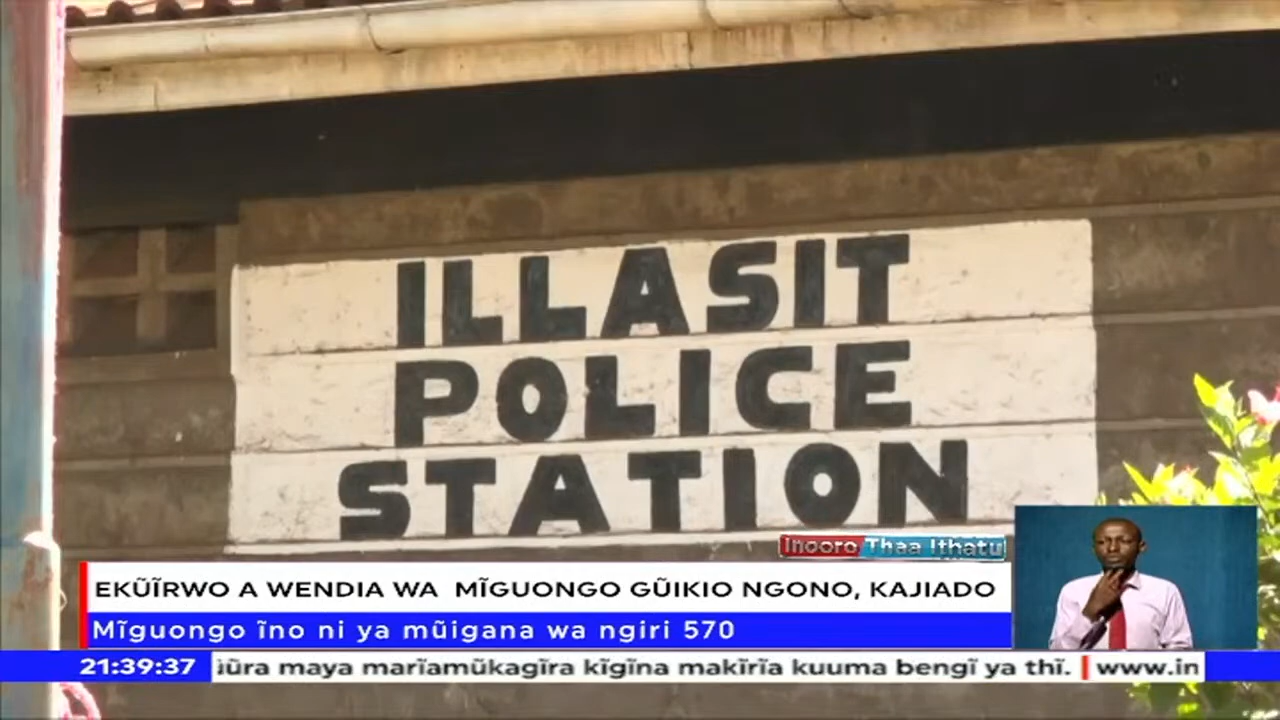 ILLASIT
POLICE
STATION
Inooro Thaa Ithatu
EKŨĨRWO A WENDIA WA MĨGUONGO GŨIKIO NGONO, KAJIADO
Mĩguongo ĩno ni ya mũigana wa ngiri 570
21:39:37
maya marĩamũkagĩra kĩgĩna makĩrĩa kuuma bengĩ ya thĩ. | www.in